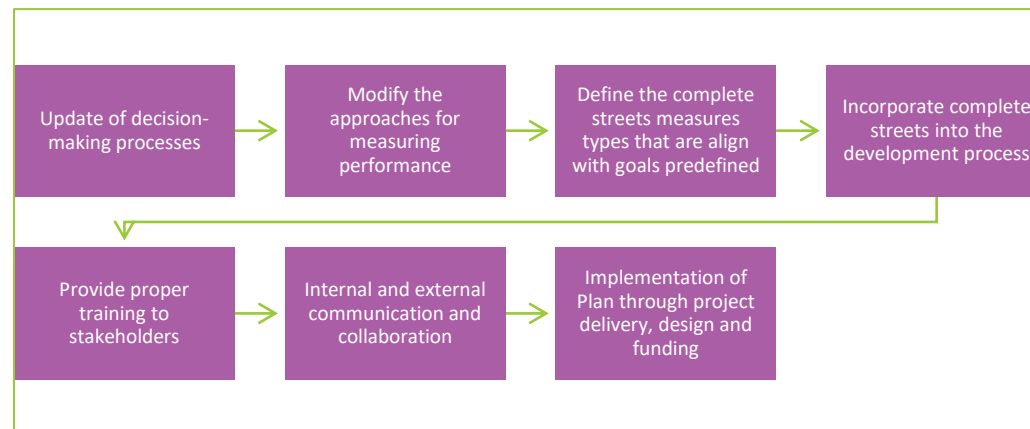 Update of decision-
making processes
Modify the
approaches for
measuring
performance
Define the complete
streets measures
types that are align
with goals predefined
Incorporate complete
streets into the
development process
Provide proper
training to
stakeholders
Internal and external
communication and
collaboration
Implementation of
Plan through project
delivery, design and
funding